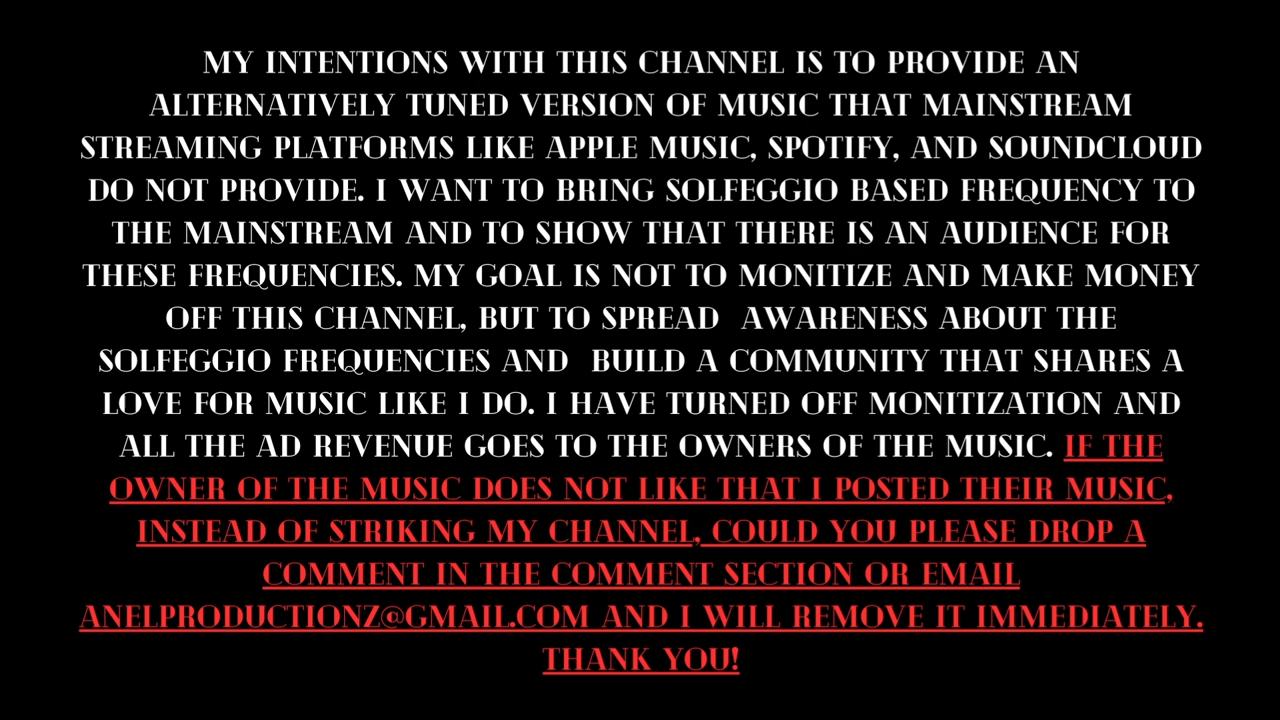 MY INTENTIONS WITH THIS CHANNEL IS TO PROVIDE AN
ALTERNATIVELY TUNED VERSION OF MUSIC THAT MAINSTREAM
STREAMING PLATFORMS LIKE APPLE MUSIC, SPOTIFY, AND SOUNDCLOUD
DO NOT PROVIDE. I WANT TO BRING SOLFEGGIO BASED FREQUENCY TO
THE MAINSTREAM AND TO SHOW THAT THERE IS AN AUDIENCE FOR
THESE FREQUENCIES. MY GOAL IS NOT TO MONITIZE AND MAKE MONEY
OFF THIS CHANNEL, BUT TO SPREAD  AWARENESS ABOUT THE
SOLFEGGIO FREQUENCIES AND  BUILD A COMMUNITY THAT SHARES A
LOVE FOR MUSIC LIKE I DO. I HAVE TURNED OFF MONITIZATION AND
ALL THE AD REVENUE GOES TO THE OWNERS OF THE MUSIC. IF THE
OWNER OF THE MUSIC DOES NOT LIKE THAT I POSTED THEIR MUSIC,
INSTEAD OF STRIKING MY CHANNEL, COULD YOU PLEASE DROP A
COMMENT IN THE COMMENT SECTION OR EMAIL
ANELPRODUCTIONZ@GMAIL.COM AND I WILL REMOVE IT IMMEDIATELY.
THANK YOU!